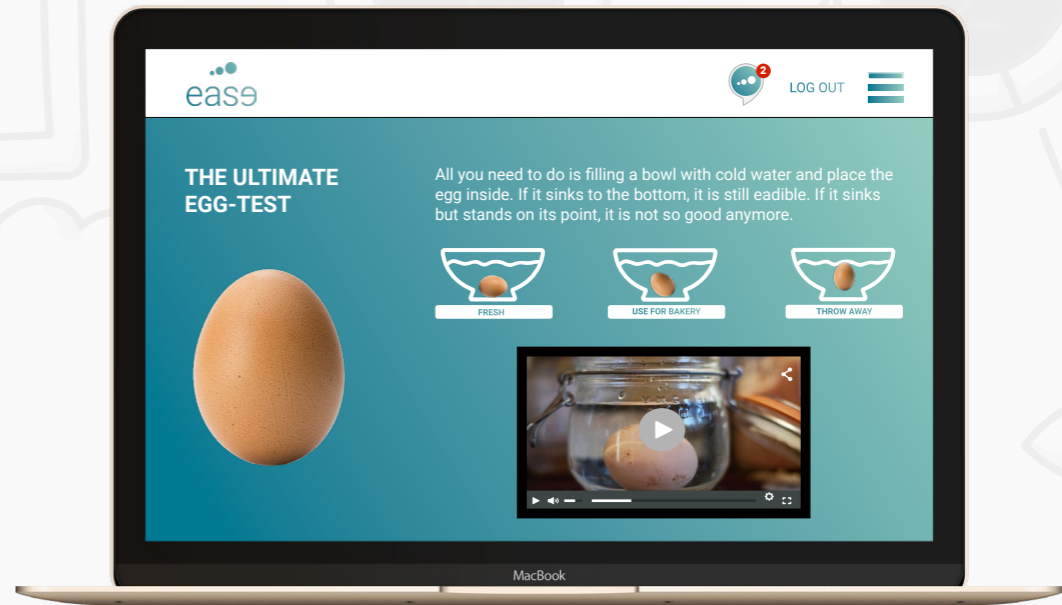 ease
2
LOG OUT
THE ULTIMATE
EGG-TEST
All you need to do is filling a bowl with cold water and place the
egg inside. If it sinks to the bottom, it is still eadible. If it sinks
but stands on its point, it is not so good anymore.
FRESH
USE FOR BAKERY
THROW AWAY
MacBook